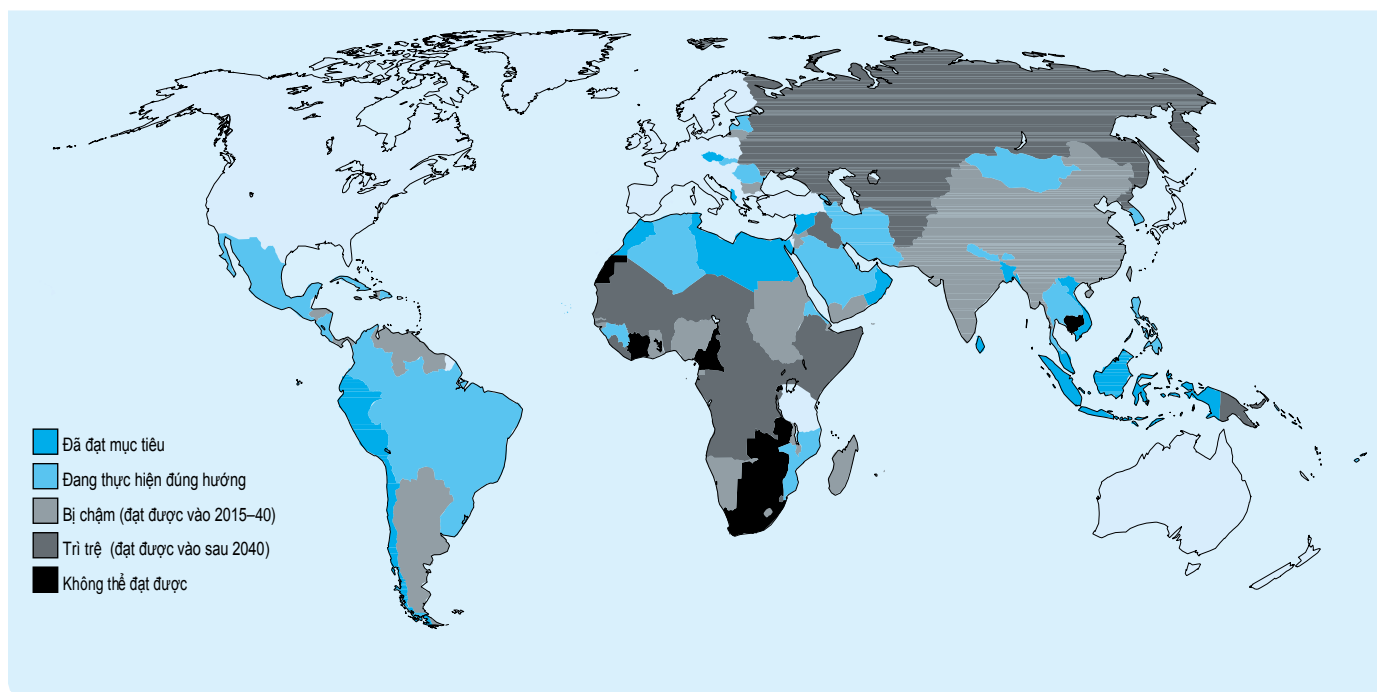 Đã đạt mục tiêu
Đang thực hiện đúng hướng
Bị chậm (đạt được vào 2015–40)
Trì trệ (đạt được vào sau 2040)
Không thể đạt được